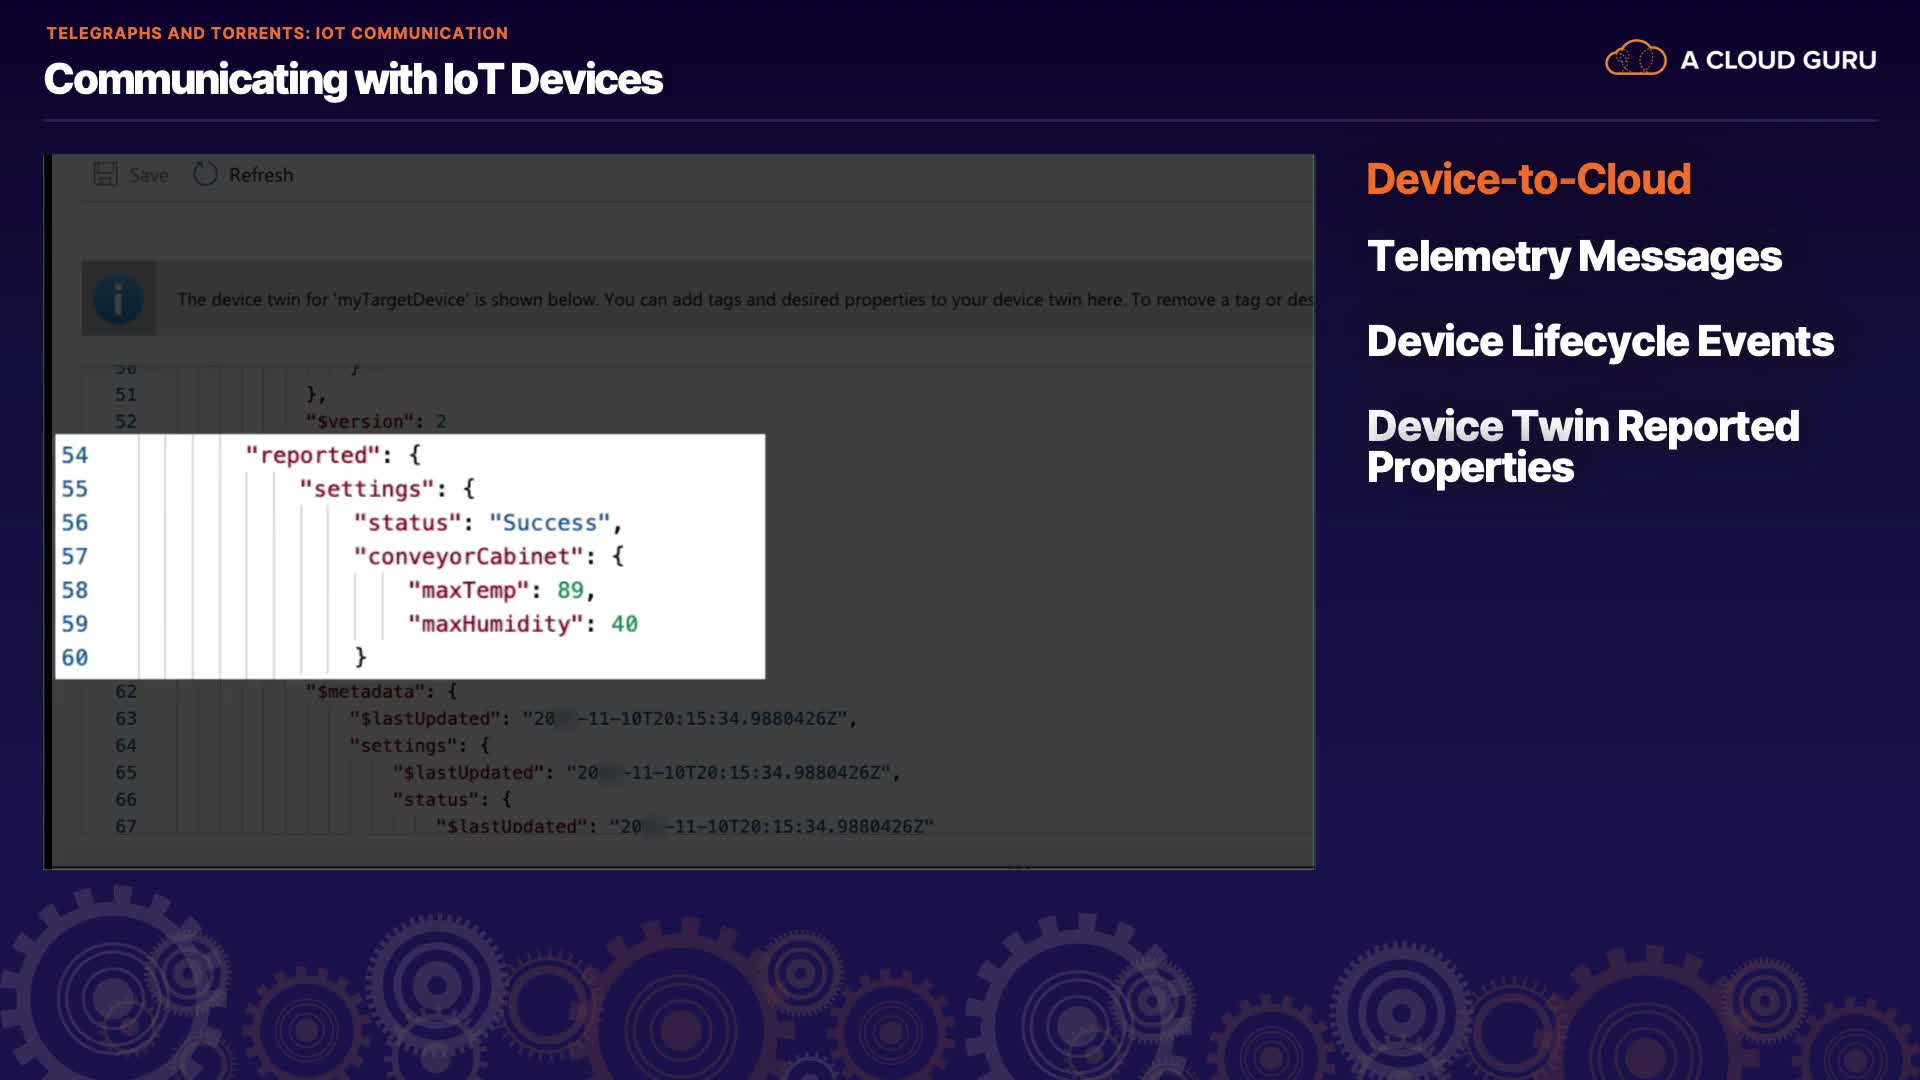 TELEGRAPHS AND TORRENTS: IOT COMMUNICATION
Communicating with IoT Devices
A CLOUD GURU
Save Refresh
The device twin for 'myTargetDevice' is shown below. You can add tags and desired properties to your device twin here. To remove a tag or des
50 }
51 },
52 "$version": 2
54 "reported": {
55 "settings": {
56 "status": "Success",
57 "conveyorCabinet": {
58 "maxTemp": 89,
59 "maxHumidity": 40
60 }
62 "$metadata": {
63 "$lastUpdated": "20 -11-10T20:15:34.9880426Z",
64 "settings": {
65 "$lastUpdated": "20 -11-10T20:15:34.9880426Z",
66 "status": {
67 "$lastUpdated": "20 -11-10T20:15:34.9880426Z"
Device-to-Cloud
Telemetry Messages
Device Lifecycle Events
Device Twin Reported
Properties